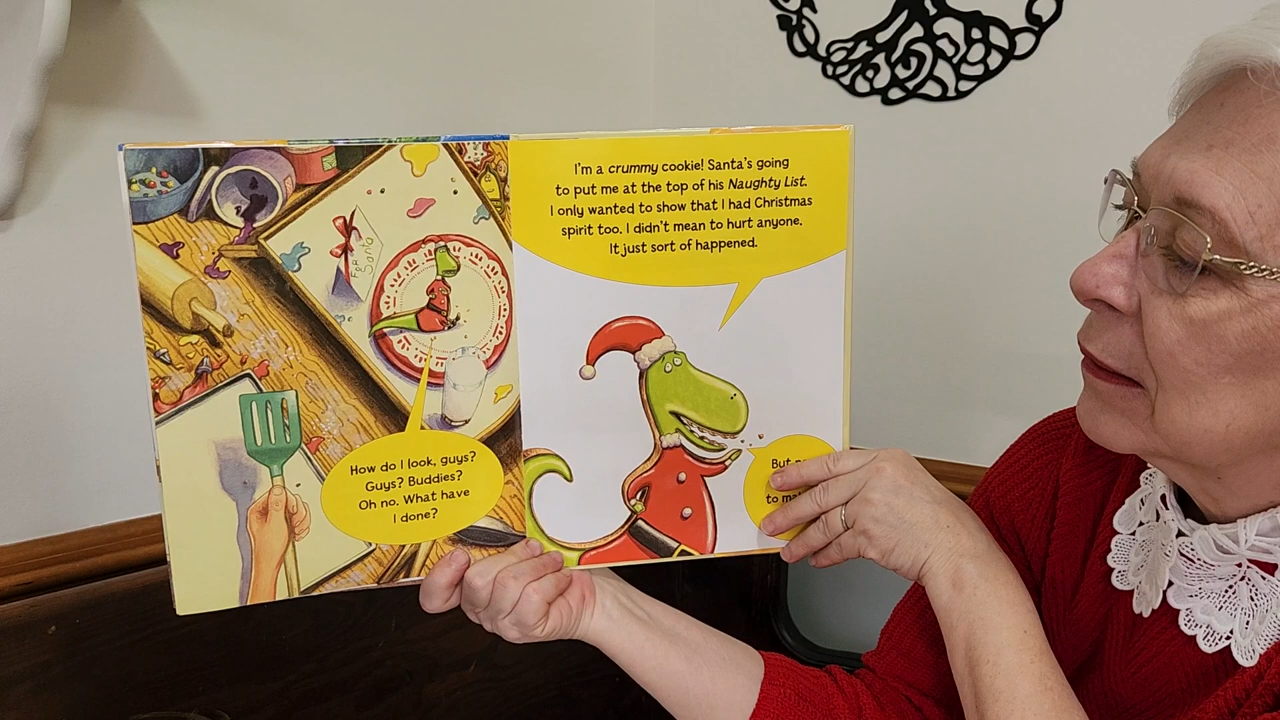 FOR
Santa
How do I look, guys?
Guys? Buddies?
Oh no. What have
I done?
I'm a crummy cookie! Santa's going
to put me at the top of his Naughty List.
I only wanted to show that I had Christmas
spirit too. I didn't mean to hurt anyone.
It just sort of happened.
But
to